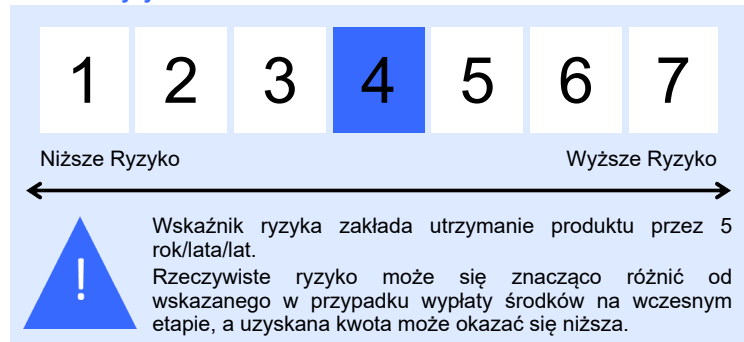 1 2 3 4 5 6 7
Niższe Ryzyko Wyższe Ryzyko
Wskaźnik ryzyka zakłada utrzymanie produktu przez 5
rok/lata/lat.
Rzeczywiste ryzyko może się znacząco różnić od
wskazanego w przypadku wypłaty środków na wczesnym
etapie, a uzyskana kwota może okazać się niższa.
!